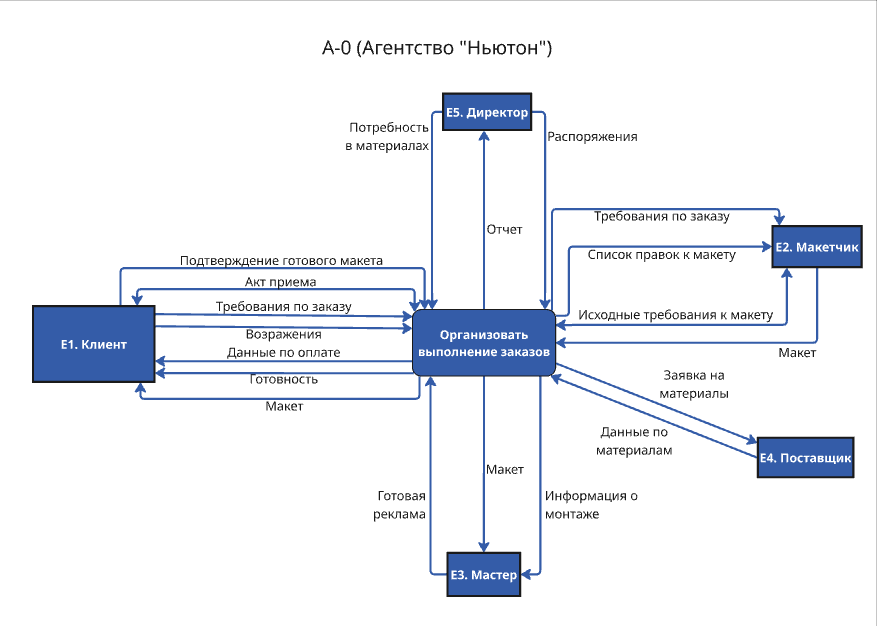 А-0 (Агентство "Ньютон")
Е5. Директор
Потребность
в материалах
Распоряжения
Отчет
Требования по заказу
Е2. Макетчик
Список правок к макету
Подтверждение готового макета
Акт приема
Требования по заказу
Исходные требования к макету
Е1. Клиент
Возражения
Организовать
выполнение заказов
Данные по оплате
Макет
Готовность
Макет
Заявка на
материалы
Данные по
материалам
Е4. Поставщик
Макет
Готовая
реклама
Информация о
монтаже
Е3. Мастер